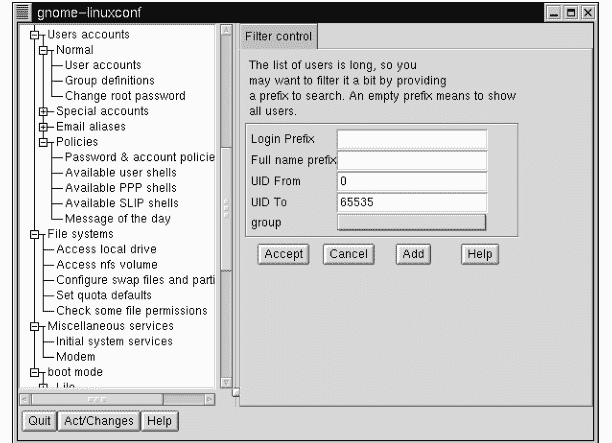 gnome-linuxconf
Users accounts
Normal
User accounts
Group definitions
Change root password
Special accounts
Email aliases
Policies
Password & account policie
Available user shells
Available PPP shells
Available SLIP shells
Message of the day
File systems
Access local drive
Access nfs volume
Configure swap files and parti
Set quota defaults
Check some file permissions
Miscellaneous services
Initial system services
Modem
boot mode
Lilo
Filter control
The list of users is long, so you
may want to filter it a bit by providing
a prefix to search. An empty prefix means to show
all users.
Login Prefix
Full name prefix
UID From 0
UID To 65535
group
Accept Cancel Add Help
Quit Act/Changes Help